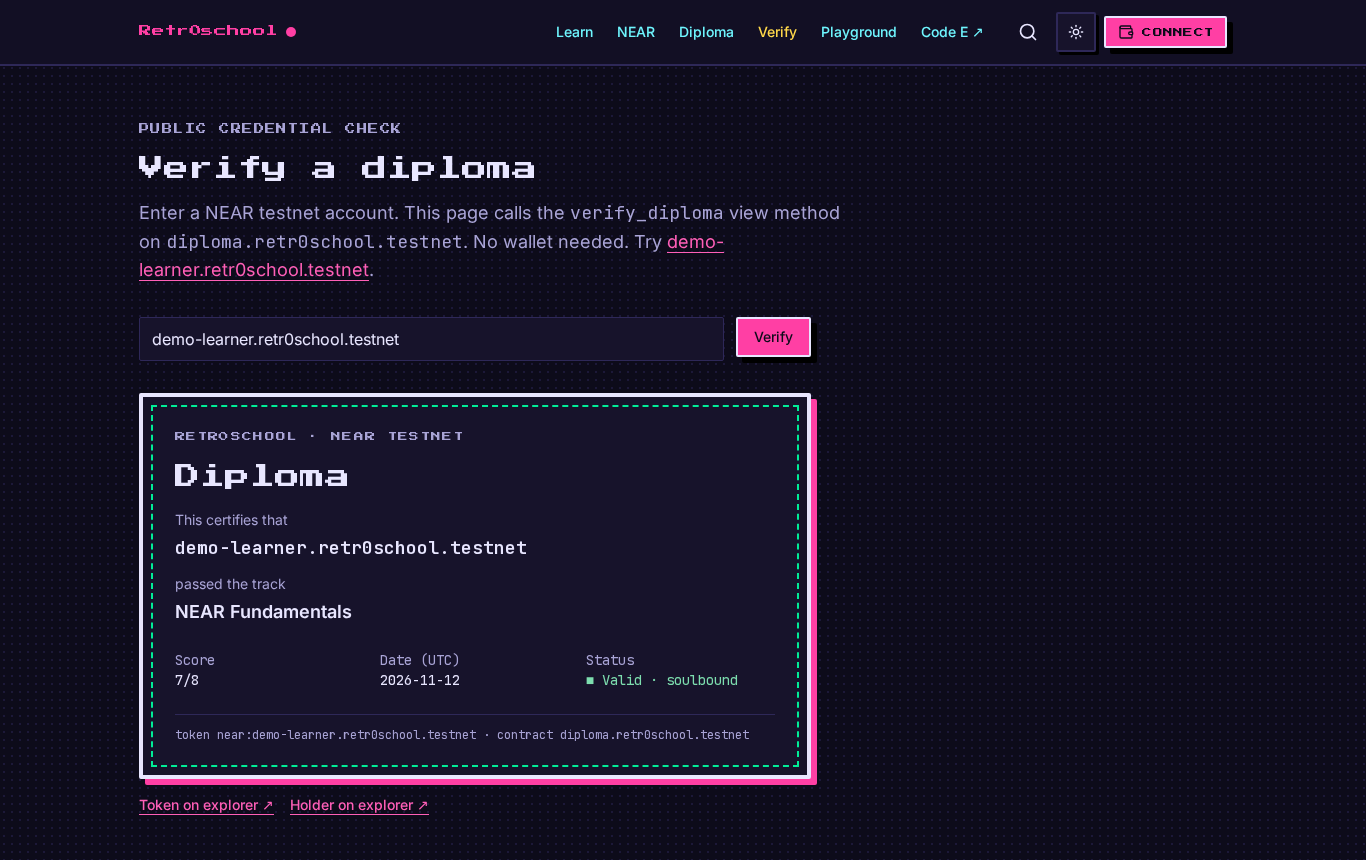 Retr0school
Learn NEAR Diploma Verify Playground Code E ↗ CONNECT
PUBLIC CREDENTIAL CHECK
Verify a diploma
Enter a NEAR testnet account. This page calls the verify_diploma view method
on diploma.retr0school.testnet. No wallet needed. Try demo-
learner.retr0school.testnet.
demo-learner.retr0school.testnet Verify
RETR0SCHOOL · NEAR TESTNET
Diploma
This certifies that
demo-learner.retr0school.testnet
passed the track
NEAR Fundamentals
Score Date (UTC) Status
7/8 2026-11-12 ■ Valid · soulbound
token near:demo-learner.retr0school.testnet · contract diploma.retr0school.testnet
Token on explorer ↗ Holder on explorer ↗